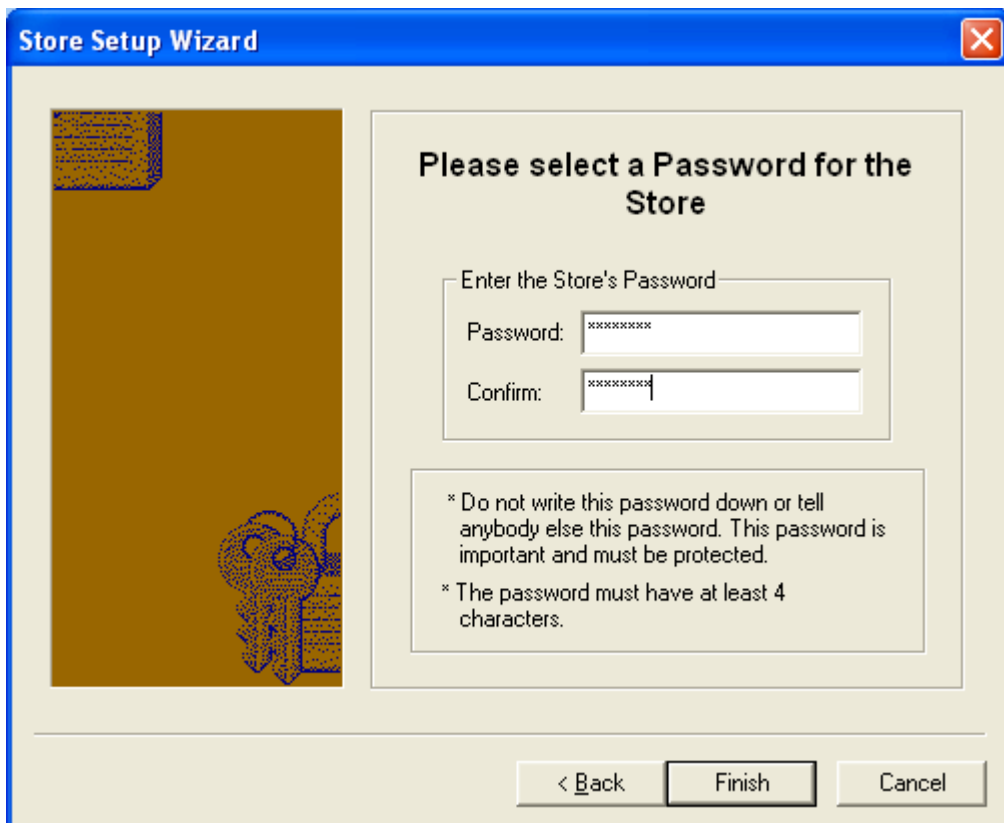 Store Setup Wizard
Please select a Password for the
Store
Enter the Store's Password
Password: ××××××××
Confirm: ××××××××
* Do not write this password down or tell
anybody else this password. This password is
important and must be protected.
* The password must have at least 4
characters.
< Back
Finish
Cancel